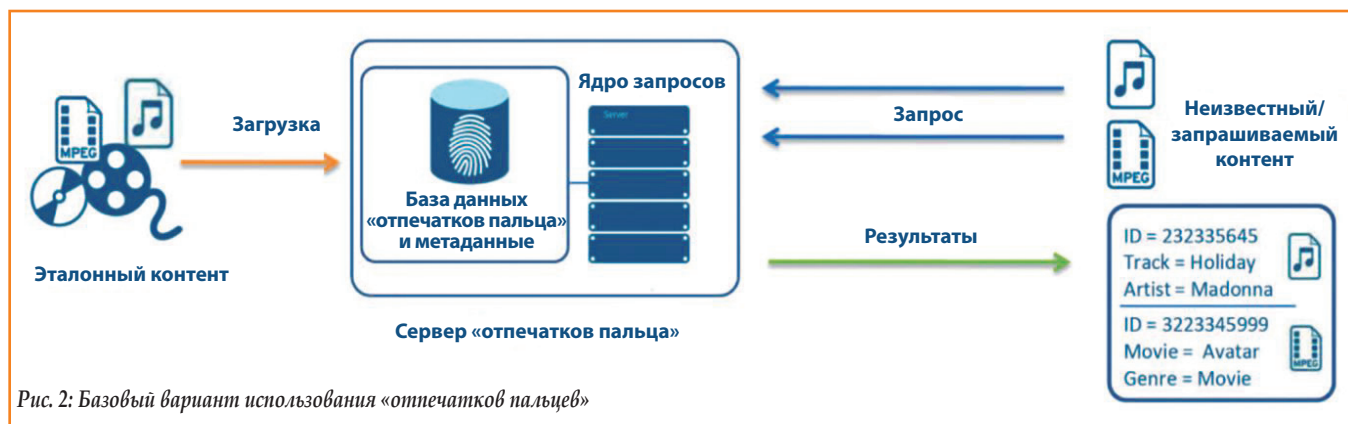 MPEG
Эталонный контент
Загрузка
База данных
«отпечатков пальца»
и метаданные
Ядро запросов
Server
Сервер «отпечатков пальца»
Запрос
Результаты
MPEG
Неизвестный/
запрашиваемый
контент
ID = 232335645
Track = Holiday
Artist = Madonna
ID = 3223345999
Movie = Avatar
Genre = Movie
MPEG
Рис. 2: Базовый вариант использования «отпечатков пальцев»